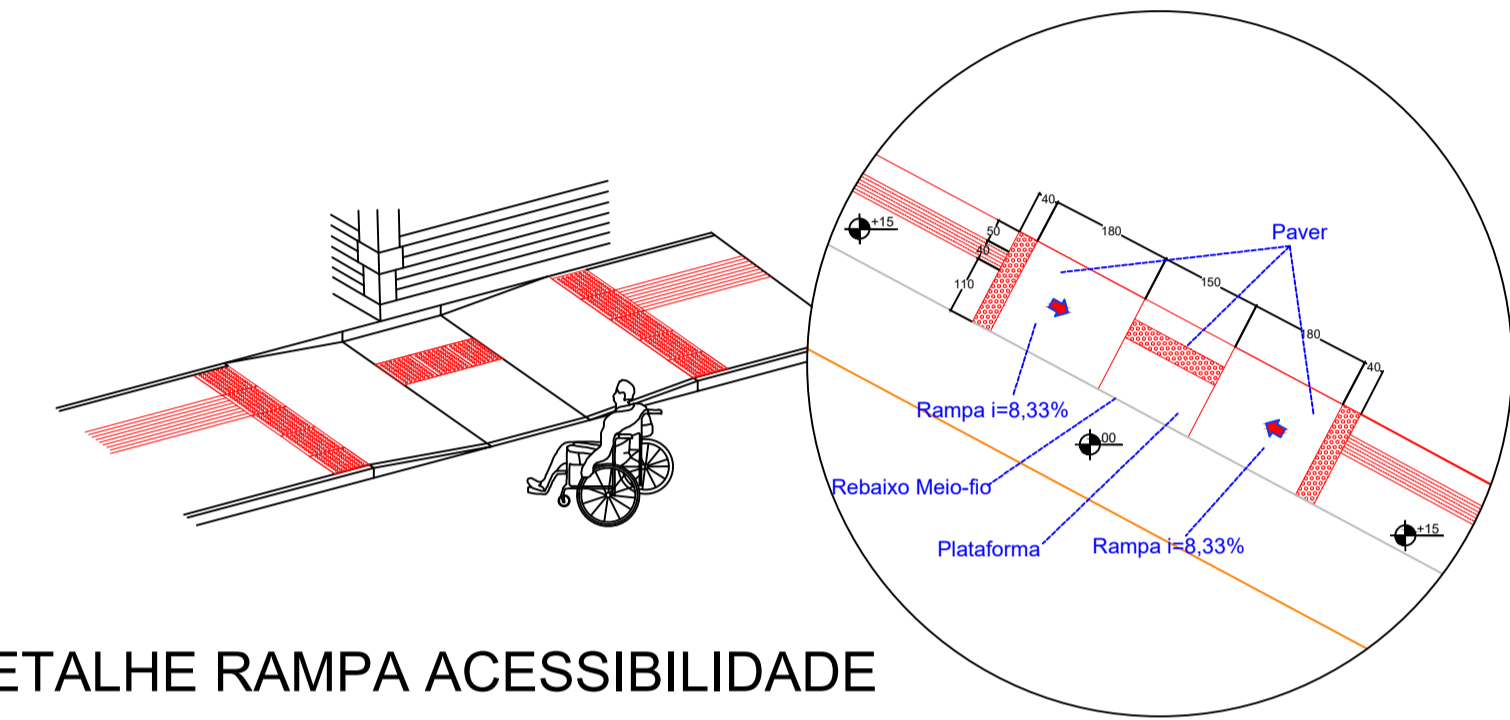 +15
50
40
110
40
180
150
180
40
Paver
Rampa i=8,33%
00
Rebaixo Meio-fio
Plataforma
Rampa i=8,33%
+15
ETALHE RAMPA ACESSIBILIDADE